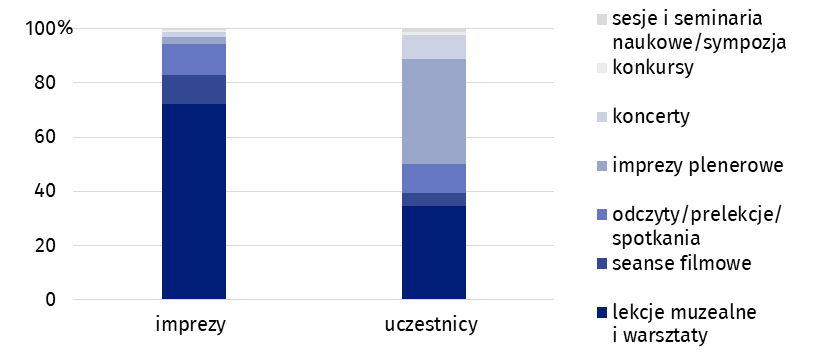 100%
80
60
40
20
0
imprezy
uczestnicy
sesje i seminaria
naukowe/sympozja
konkursy
koncerty
imprezy plenerowe
odczyty/prelekcje/
spotkania
seanse filmowe
lekcje muzealne
i warsztaty